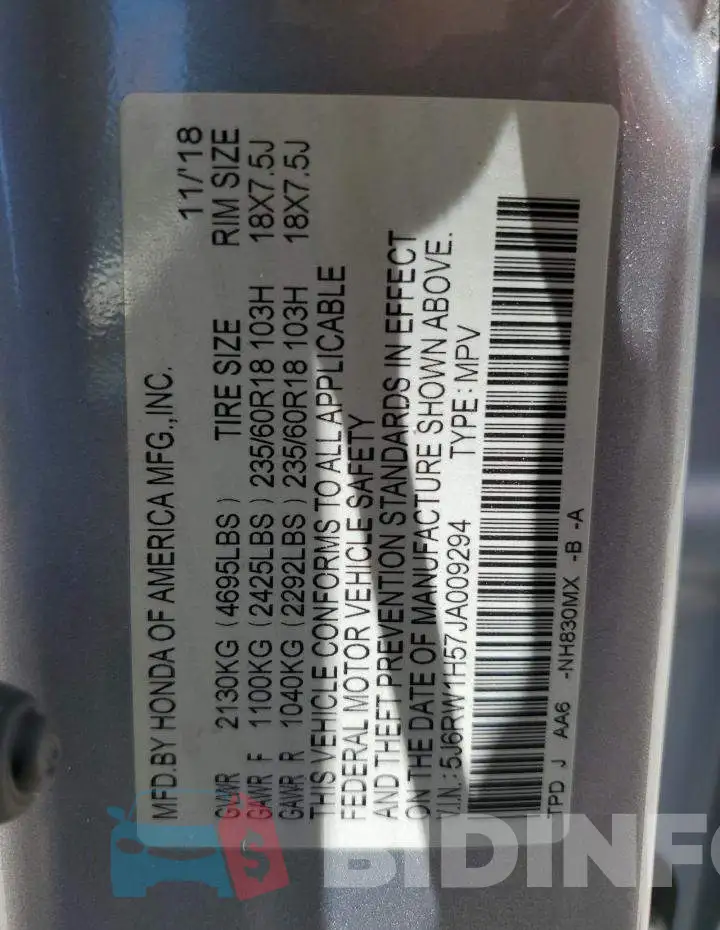 MFD.BY HONDA OF AMERICA MFG.,INC. 11/'18
GVWR 2130KG (4695LBS) TIRE SIZE RIM SIZE
GAWR F 1100KG (2425LBS) 235/60R18 103H 18X7.5J
GAWR R 1040KG (2292LBS) 235/60R18 103H 18X7.5J
THIS VEHICLE CONFORMS TO ALL APPLICABLE
FEDERAL MOTOR VEHICLE SAFETY
AND THEFT PREVENTION STANDARDS IN EFFECT
ON THE DATE OF MANUFACTURE SHOWN ABOVE.
V.I.N.:5J6RW1H57JA009294 TYPE:MPV
TPD J AA6 -NH830MX -B -A
BIDINFO